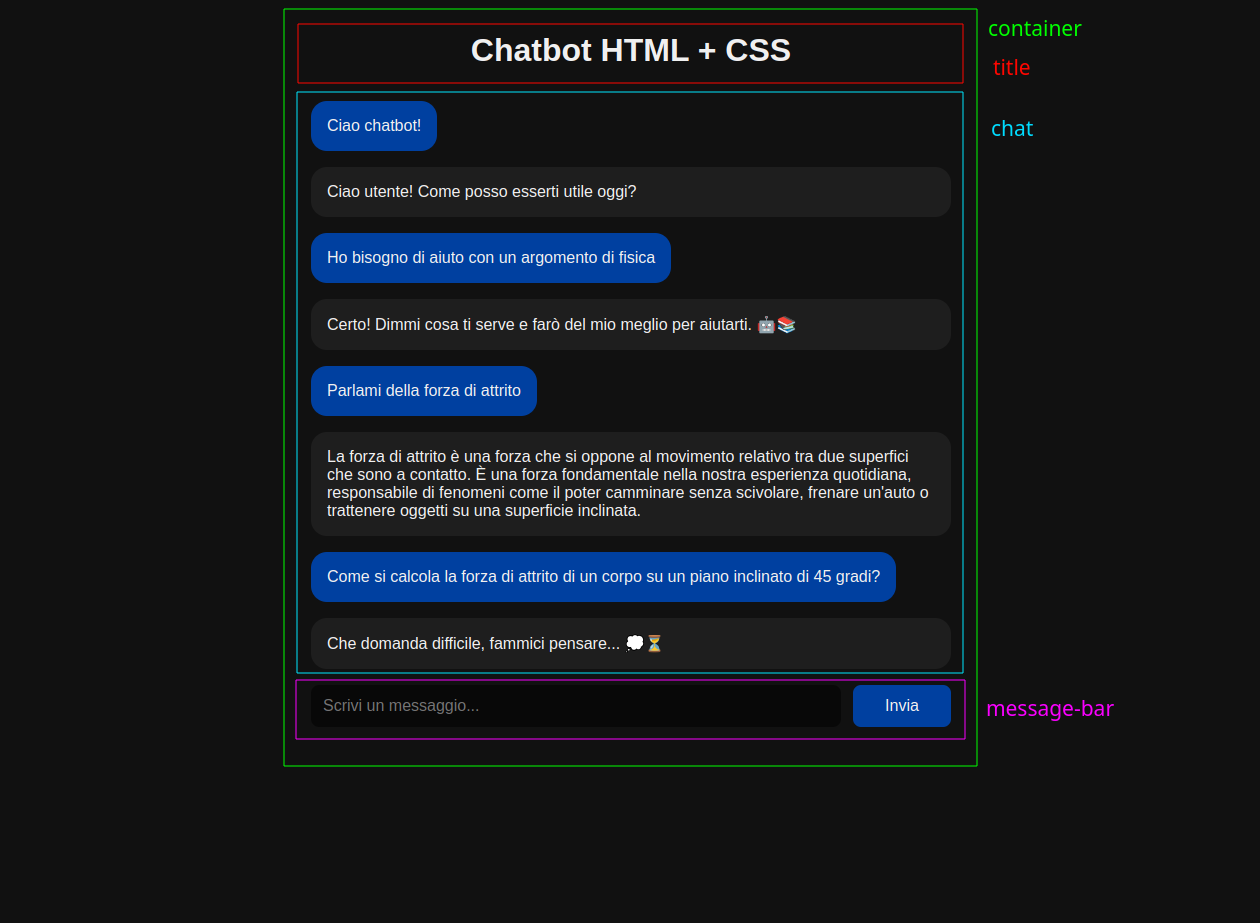 Chatbot HTML + CSS
container
title
chat
Ciao chatbot!
Ciao utente! Come posso esserti utile oggi?
Ho bisogno di aiuto con un argomento di fisica
Certo! Dimmi cosa ti serve e farò del mio meglio per aiutarti. 🤖📚
Parlami della forza di attrito
La forza di attrito è una forza che si oppone al movimento relativo tra due superfici
che sono a contatto. È una forza fondamentale nella nostra esperienza quotidiana,
responsabile di fenomeni come il poter camminare senza scivolare, frenare un'auto o
trattenere oggetti su una superficie inclinata.
Come si calcola la forza di attrito di un corpo su un piano inclinato di 45 gradi?
Che domanda difficile, fammici pensare... 💭⏳
Scrivi un messaggio...
Invia
message-bar